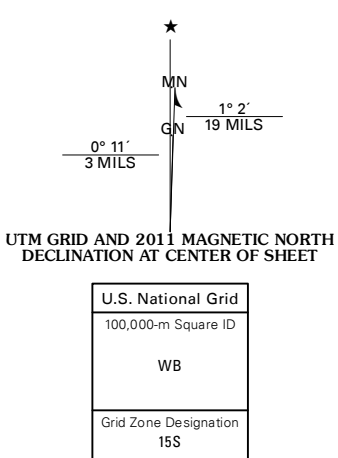 ★
MN
1° 2´
19 MILS
GN
0° 11´
3 MILS
UTM GRID AND 2011 MAGNETIC NORTH
DECLINATION AT CENTER OF SHEET
U.S. National Grid
100,000-m Square ID
WB
Grid Zone Designation
15S